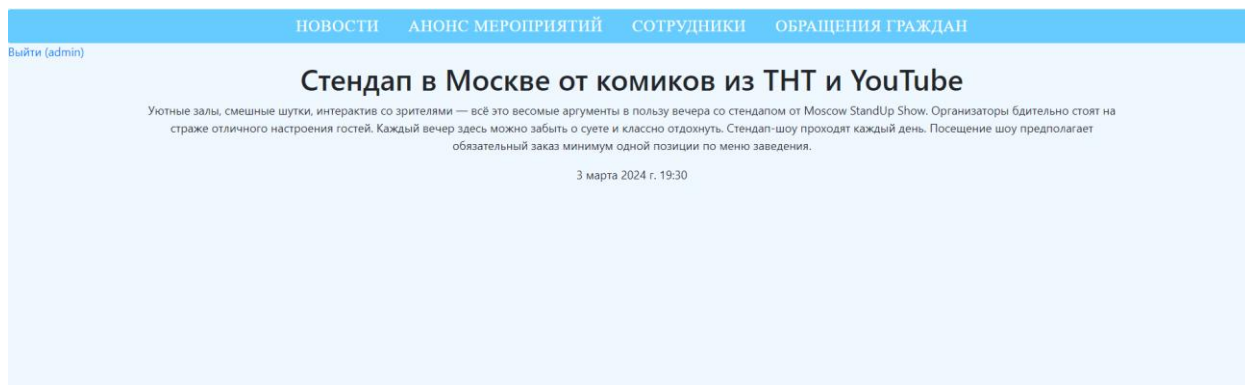 НОВОСТИ АНОНС МЕРОПРИЯТИЙ СОТРУДНИКИ ОБРАЩЕНИЯ ГРАЖДАН
Выйти (admin)
Стендап в Москве от комиков из ТНТ и YouTube
Уютные залы, смешные шутки, интерактив со зрителями — всё это весомые аргументы в пользу вечера со стендапом от Moscow StandUp Show. Организаторы бдительно стоят на
страже отличного настроения гостей. Каждый вечер здесь можно забыть о суете и классно отдохнуть. Стендап-шоу проходят каждый день. Посещение шоу предполагает
обязательный заказ минимум одной позиции по меню заведения.
3 марта 2024 г. 19:30